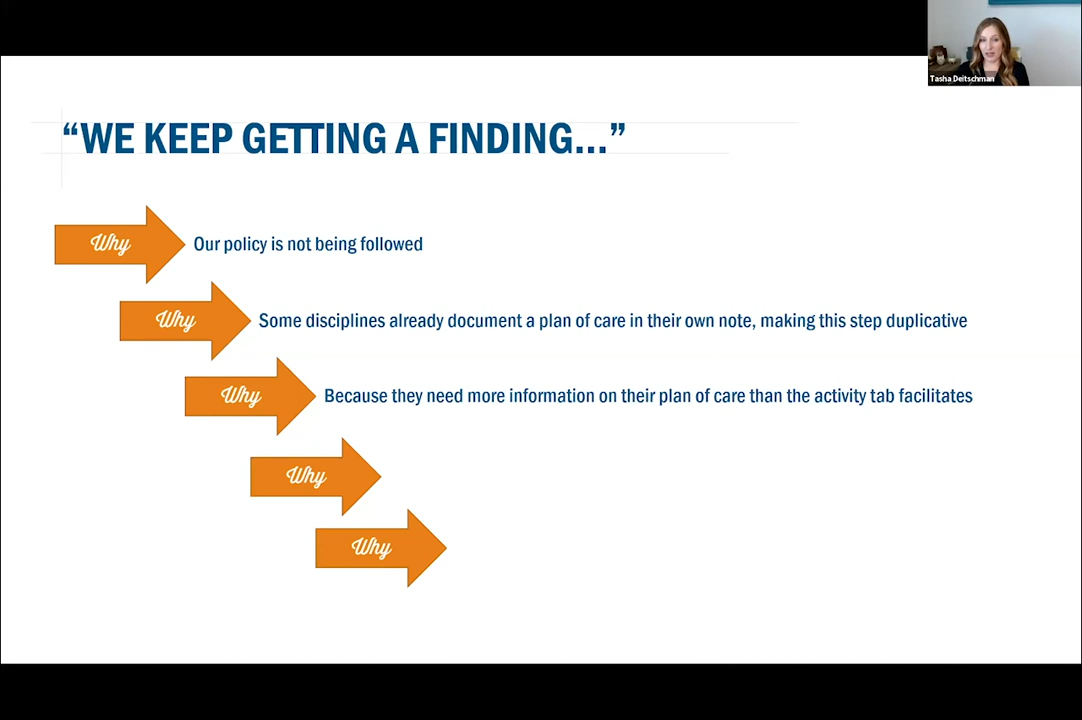 Tasha Deitschman
“WE KEEP GETTING A FINDING...”
Why
Our policy is not being followed
Why
Some disciplines already document a plan of care in their own note, making this step duplicative
Why
Because they need more information on their plan of care than the activity tab facilitates
Why
Why